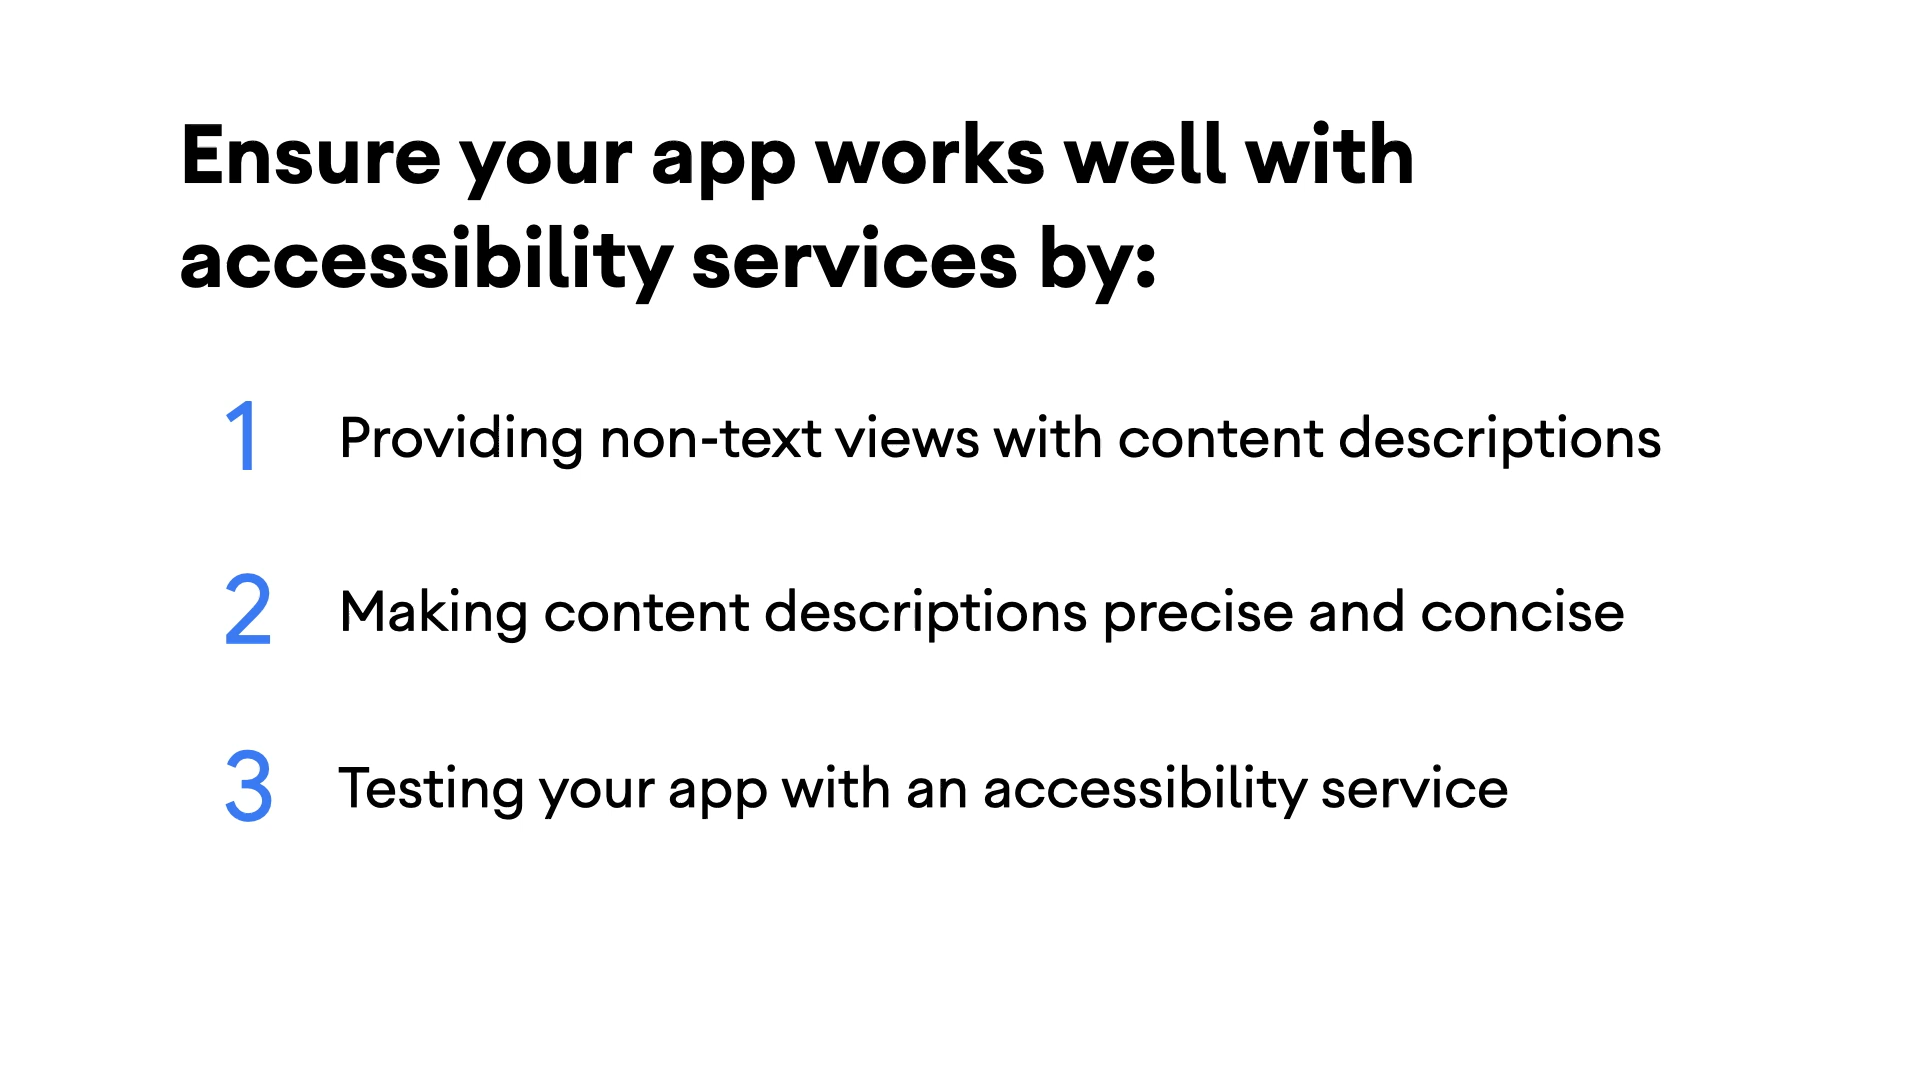 Ensure your app works well with
accessibility services by:
1 Providing non-text views with content descriptions
2 Making content descriptions precise and concise
3 Testing your app with an accessibility service